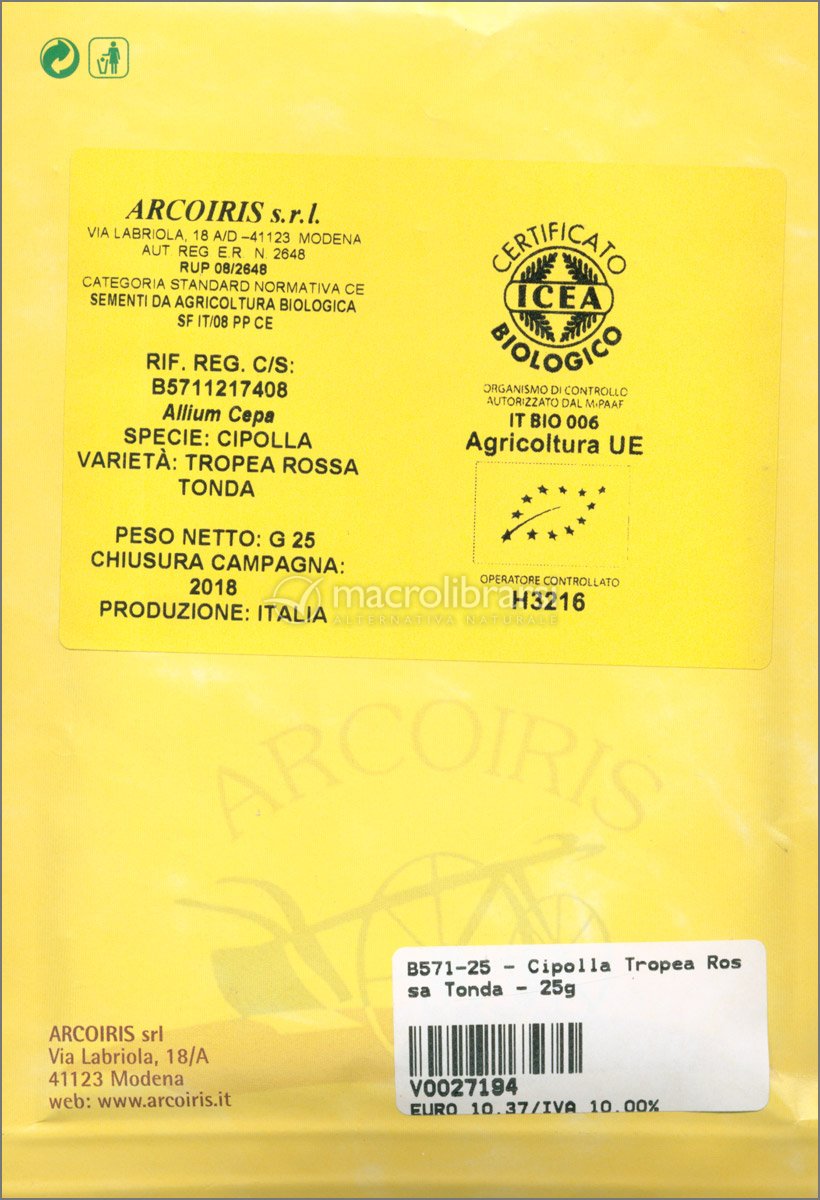 ARCOIRIS s.r.l.
VIA LABRIOLA, 18 A/D –41123 MODENA
AUT REG E.R. N. 2648
RUP 08/2648
CATEGORIA STANDARD NORMATIVA CE
SEMENTI DA AGRICOLTURA BIOLOGICA
SF IT/08 PP CE
RIF. REG. C/S:
B5711217408
Allium Cepa
SPECIE: CIPOLLA
VARIETÀ: TROPEA ROSSA
TONDA
PESO NETTO: G 25
CHIUSURA CAMPAGNA:
2018
PRODUZIONE: ITALIA
CERTIFICATO
ICEA
BIOLOGICO
ORGANISMO DI CONTROLLO
AUTORIZZATO DAL MiPAAF
IT BIO 006
Agricoltura UE
OPERATORE CONTROLLATO
H3216
macrolibrarsi
ALTERNATIVA NATURALE
ARCOIRIS
B571-25 - Cipolla Tropea Ros
sa Tonda - 25g
V0027194
EURO 10.37/IVA 10.00%
ARCOIRIS srl
Via Labriola, 18/A
41123 Modena
web: www.arcoiris.it